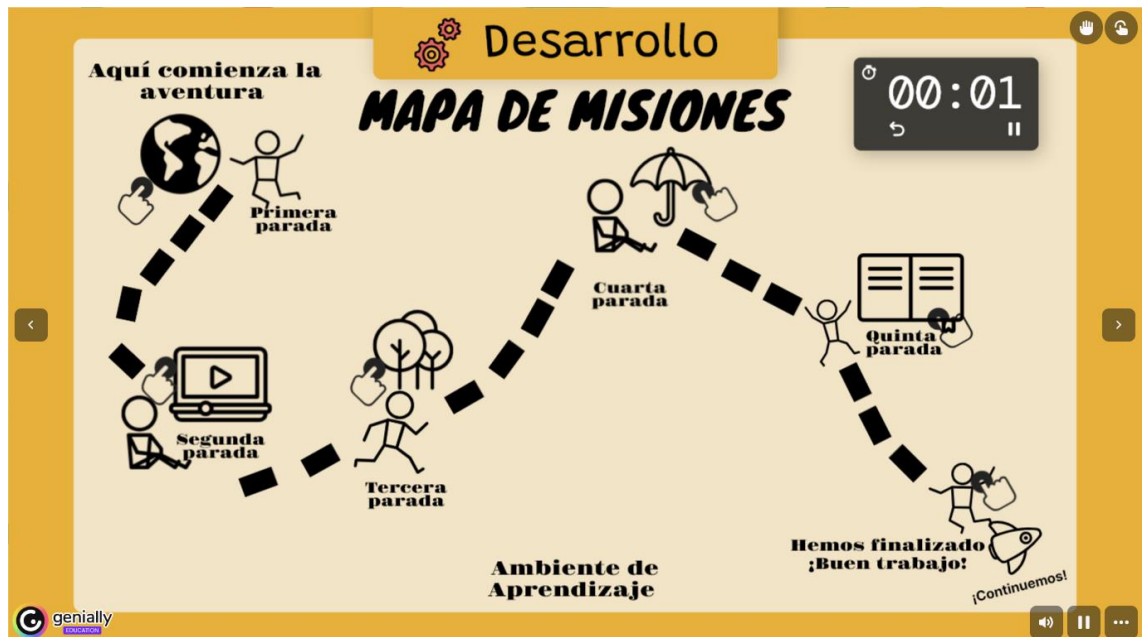 Desarrollo
Aquí comienza la
aventura
MAPA DE MISIONES
00:01
Primera
parada
Cuarta
parada
Quinta
parada
Segunda
parada
Tercera
parada
Hemos finalizado
¡Buen trabajo!
Ambiente de
Aprendizaje
¡Continuemos!
genially
EDUCATION